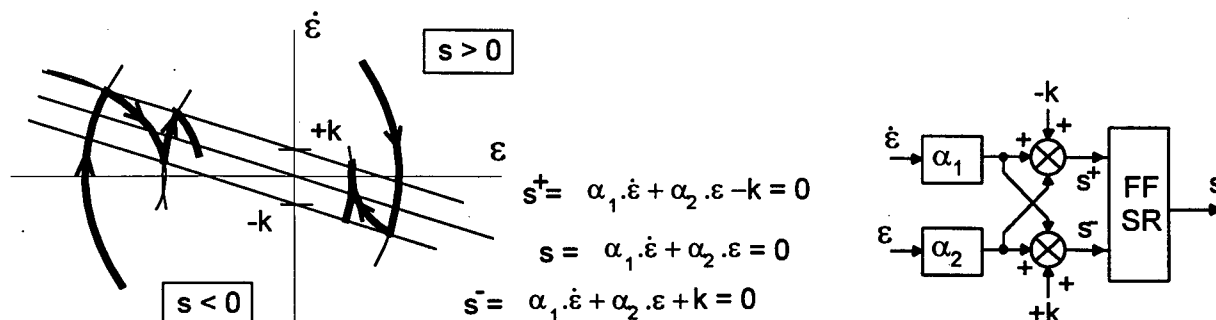 ε̇
s > 0
+k
ε
-k
s < 0
s⁺= α₁.ε̇ + α₂.ε −k = 0
s = α₁.ε̇ + α₂.ε = 0
s⁻= α₁.ε̇ + α₂.ε + k = 0
-k
+
ε̇
α₁
+
s⁺
FF
SR
s
ε
α₂
+
+
s⁻
+
+k